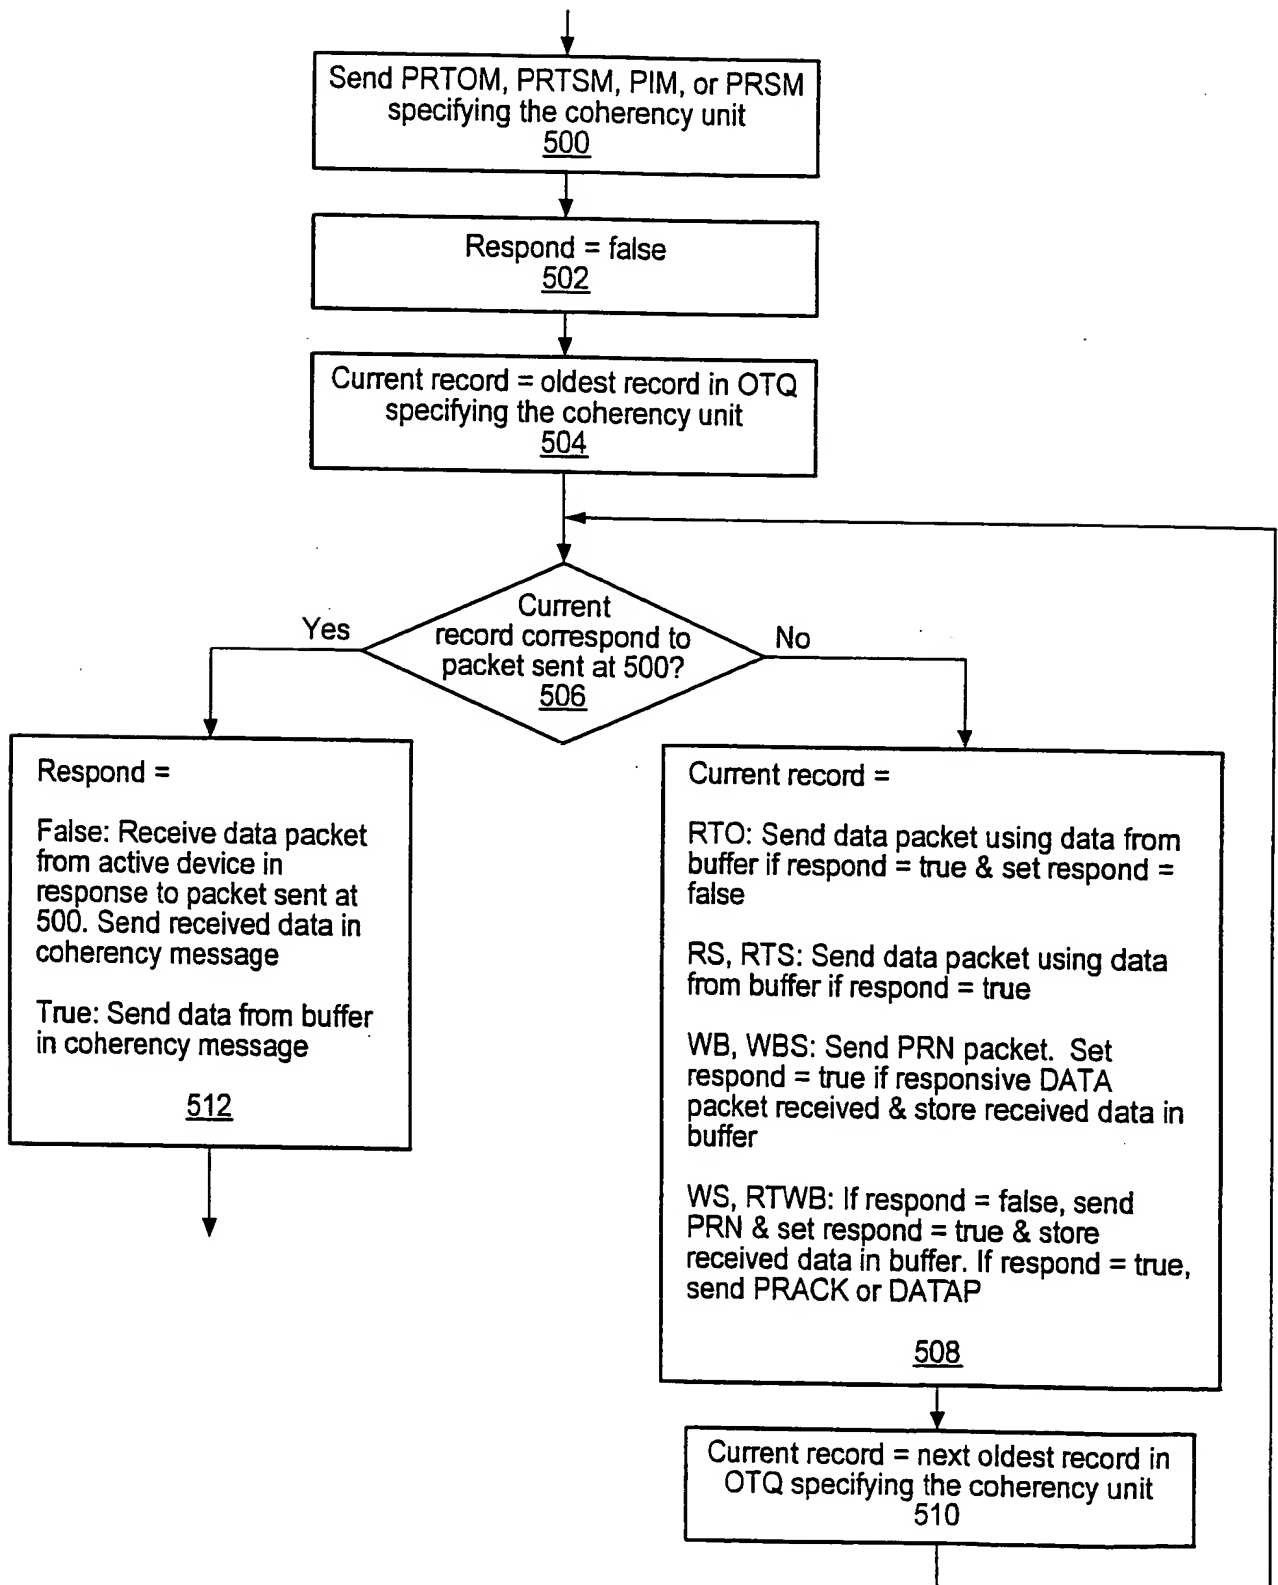 Send PRTOM, PRTSM, PIM, or PRSM
specifying the coherency unit
500
Respond = false
502
Current record = oldest record in OTQ
specifying the coherency unit
504
Current
record correspond to
packet sent at 500?
506
Yes
No
Respond =
False: Receive data packet
from active device in
response to packet sent at
500. Send received data in
coherency message
True: Send data from buffer
in coherency message
512
Current record =
RTO: Send data packet using data from
buffer if respond = true & set respond =
false
RS, RTS: Send data packet using data
from buffer if respond = true
WB, WBS: Send PRN packet. Set
respond = true if responsive DATA
packet received & store received data in
buffer
WS, RTWB: If respond = false, send
PRN & set respond = true & store
received data in buffer. If respond = true,
send PRACK or DATAP
508
Current record = next oldest record in
OTQ specifying the coherency unit
510